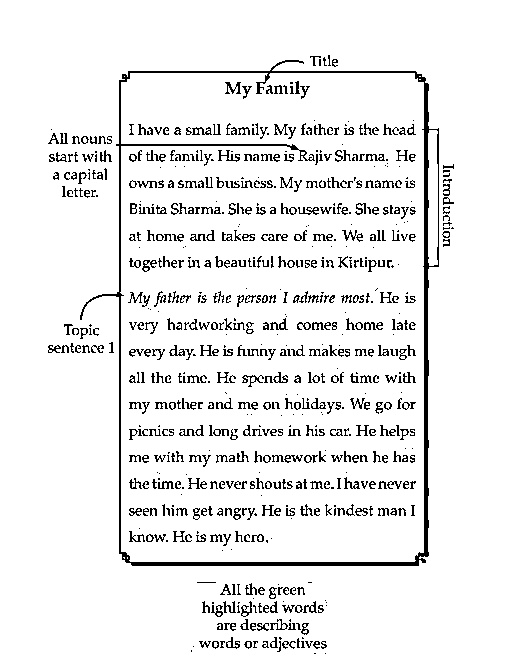 Title
My Family
I have a small family. My father is the head
of the family. His name is Rajiv Sharma. He
owns a small business. My mother's name is
Binita Sharma. She is a housewife. She stays
at home and takes care of me. We all live
together in a beautiful house in Kirtipur.
All nouns
start with
a capital
letter.
Introduction
My father is the person I admire most. He is
very hardworking and comes home late
every day. He is funny and makes me laugh
all the time. He spends a lot of time with
my mother and me on holidays. We go for
picnics and long drives in his car. He helps
me with my math homework when he has
the time. He never shouts at me. I have never
seen him get angry. He is the kindest man I
know. He is my hero.
Topic
sentence 1
All the green
highlighted words
are describing
words or adjectives